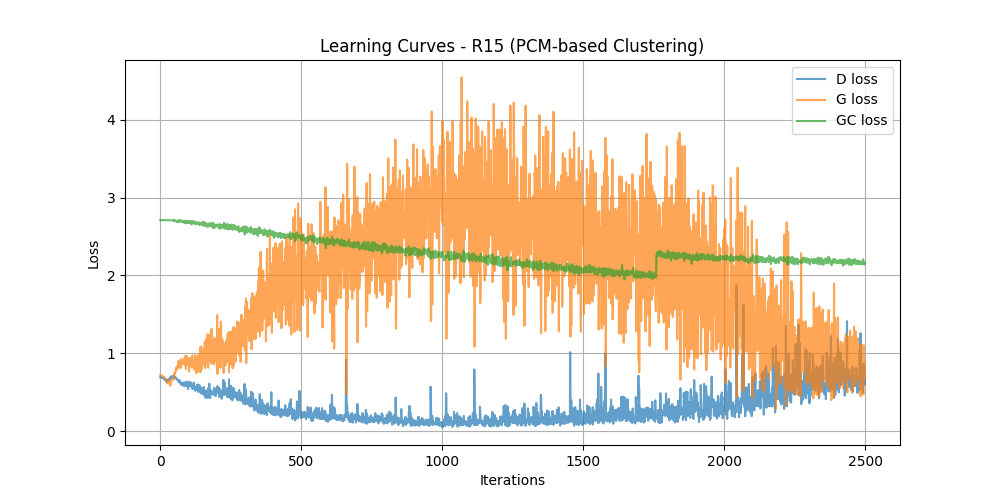 Learning Curves - R15 (PCM-based Clustering)
D loss
G loss
GC loss
4
3
2
1
0
Loss
0 500 1000 1500 2000 2500
Iterations